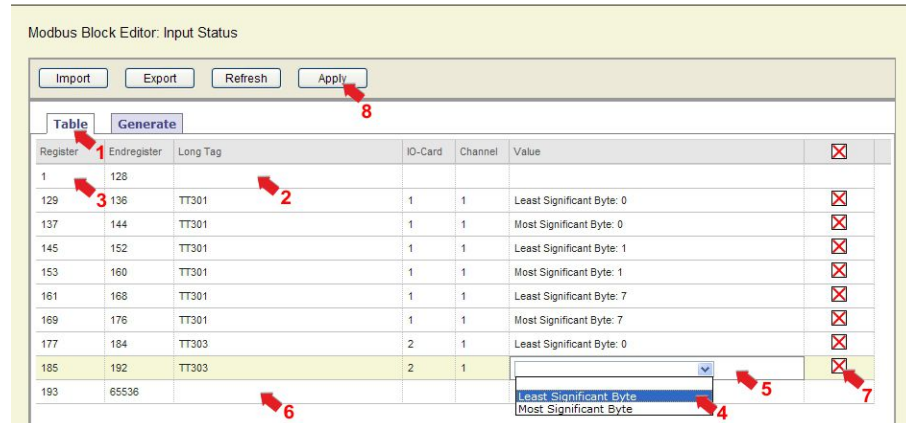 Modbus Block Editor: Input Status
Import Export Refresh Apply
8
Table Generate
Register Endregister Long Tag IO-Card Channel Value
1
1 128
2
3
129 136 TT301 1 1 Least Significant Byte: 0
137 144 TT301 1 1 Most Significant Byte: 0
145 152 TT301 1 1 Least Significant Byte: 1
153 160 TT301 1 1 Most Significant Byte: 1
161 168 TT301 1 1 Least Significant Byte: 7
169 176 TT301 1 1 Most Significant Byte: 7
177 184 TT303 2 1 Least Significant Byte: 0
185 192 TT303 2 1
5
7
193 65536
6
Least Significant Byte
4
Most Significant Byte